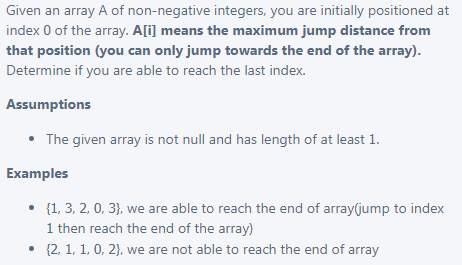 Given an array A of non-negative integers, you are initially positioned at
index 0 of the array. A[i] means the maximum jump distance from
that position (you can only jump towards the end of the array).
Determine if you are able to reach the last index.
Assumptions
• The given array is not null and has length of at least 1.
Examples
• {1, 3, 2, 0, 3}, we are able to reach the end of array(jump to index
1 then reach the end of the array)
• {2, 1, 1, 0, 2}, we are not able to reach the end of array